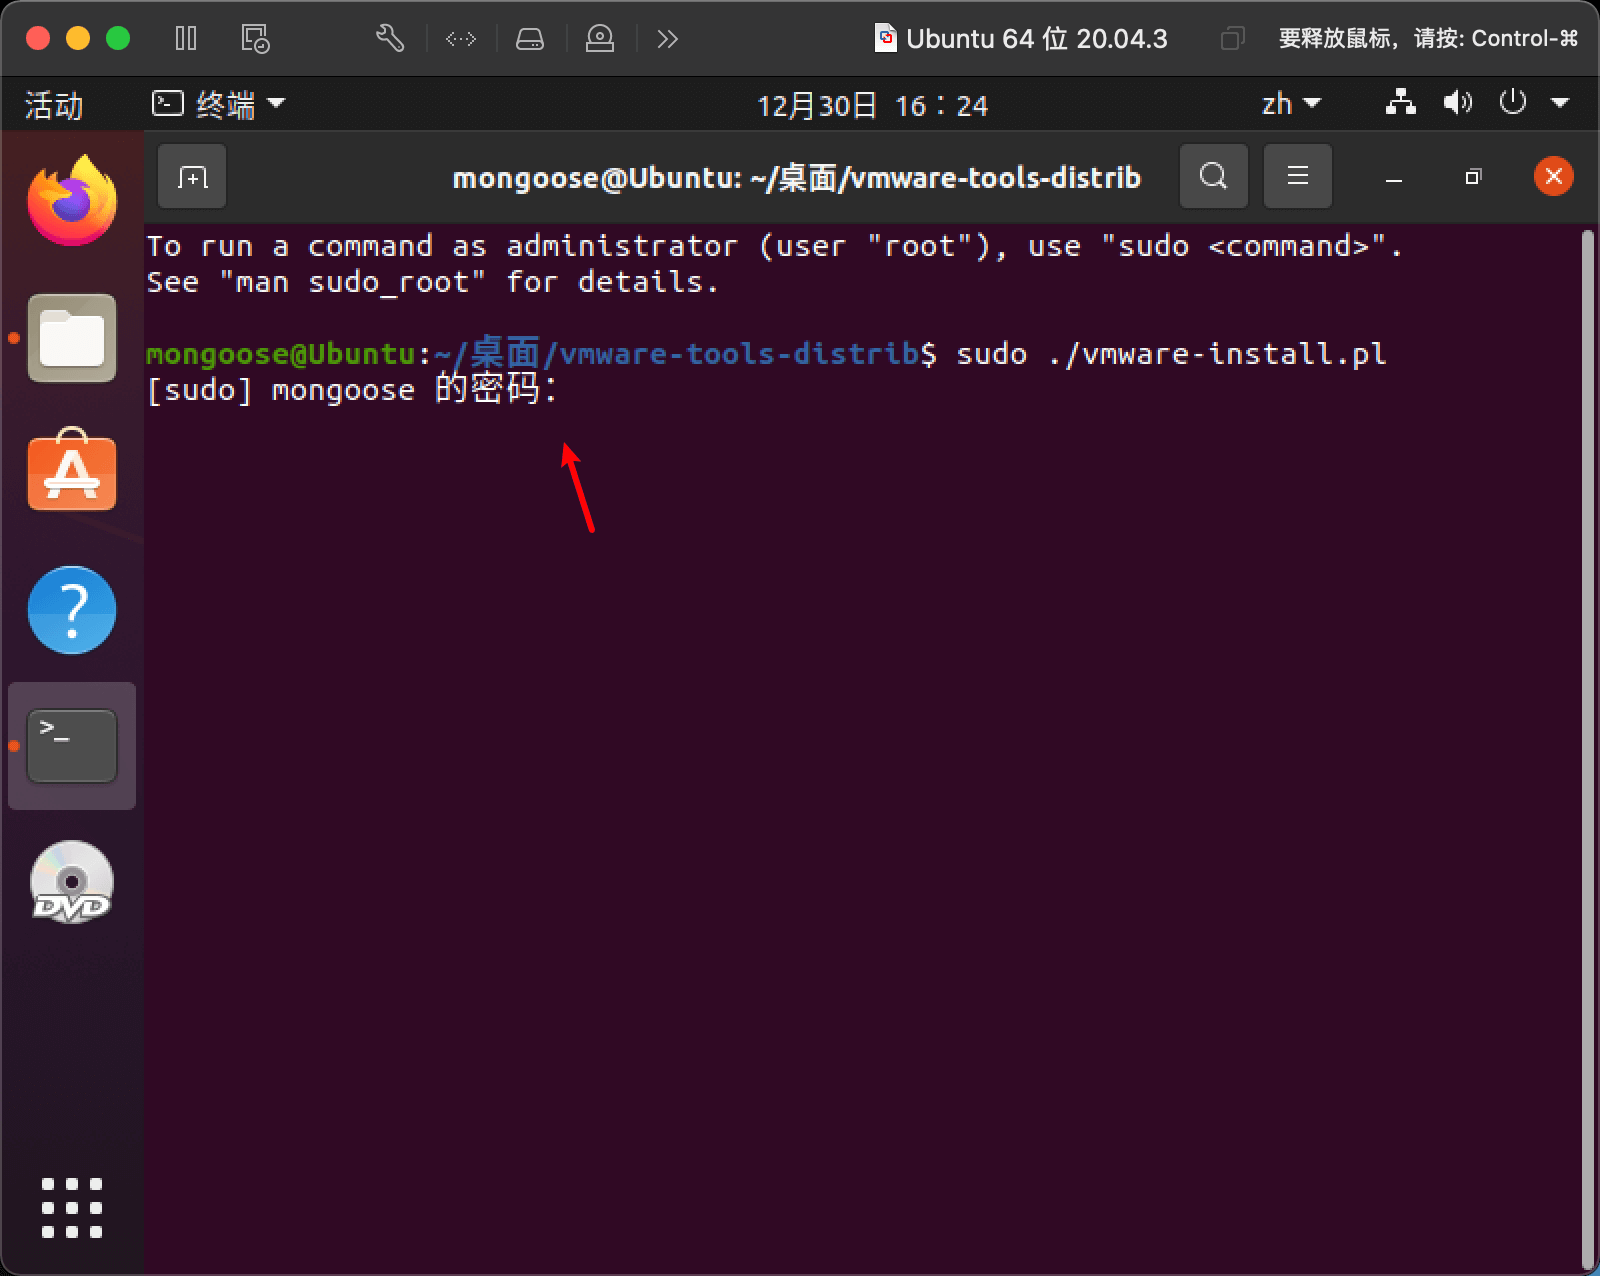 Ubuntu 64 位 20.04.3
要释放鼠标，请按: Control-⌘
活动
终端
12月30日 16：24
zh
mongoose@Ubuntu: ~/桌面/vmware-tools-distrib
To run a command as administrator (user "root"), use "sudo <command>".
See "man sudo_root" for details.
mongoose@Ubuntu:~/桌面/vmware-tools-distrib$ sudo ./vmware-install.pl
[sudo] mongoose 的密码：
>_
DVD